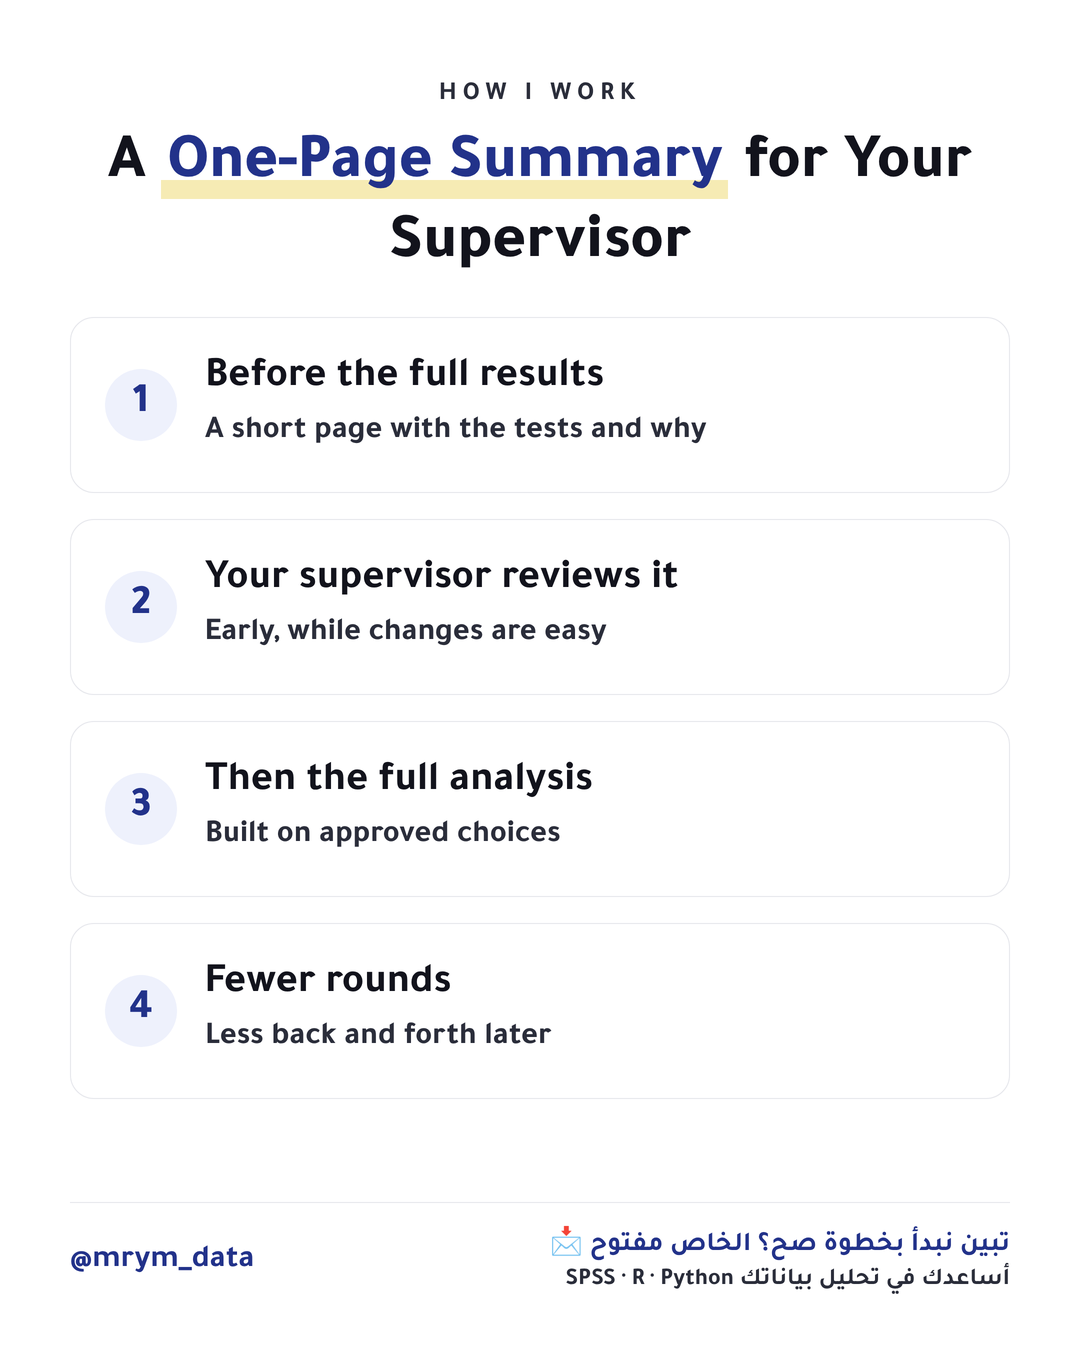 HOW I WORK
A One-Page Summary for Your
Supervisor
1
Before the full results
A short page with the tests and why
2
Your supervisor reviews it
Early, while changes are easy
3
Then the full analysis
Built on approved choices
4
Fewer rounds
Less back and forth later
@mrym_data
تبين نبدأ بخطوة صح؟ الخاص مفتوح 📩
أساعدك في تحليل بياناتك SPSS · R · Python